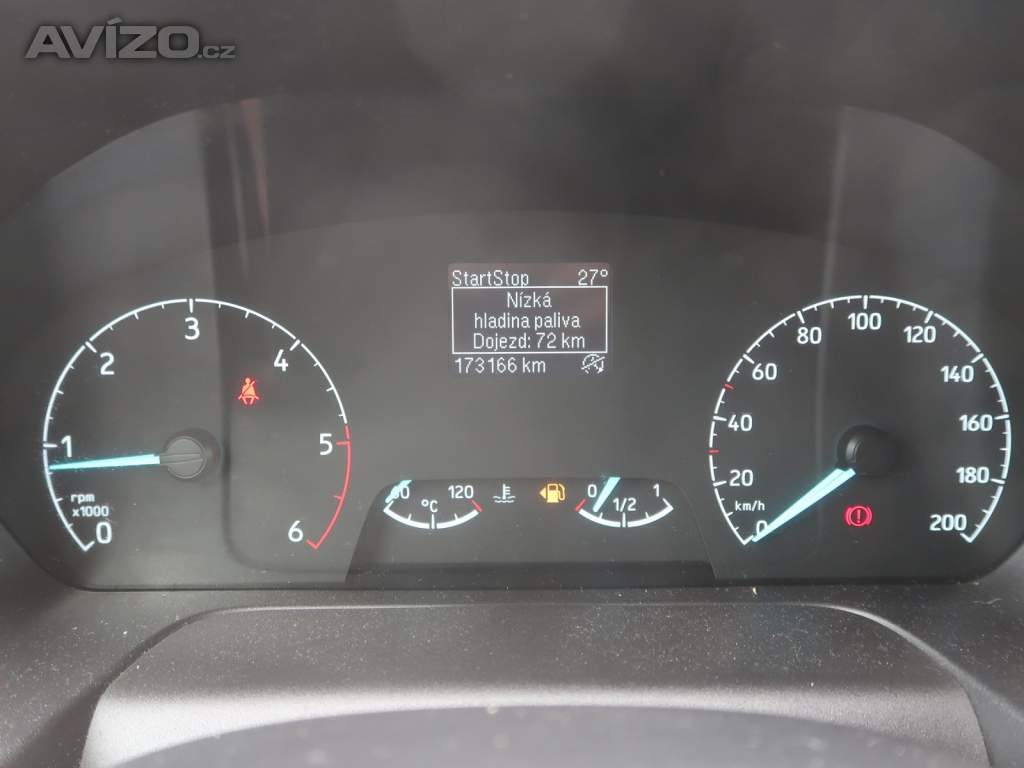 AVÍZO.cz
StartStop 27°
Nízká
hladina paliva
Dojezd: 72 km
173166 km
0 1 2 3 4 5 6
rpm
x1000
60 120
°C
0 1/2 1
0 20 40 60 80 100 120 140 160 180 200
km/h